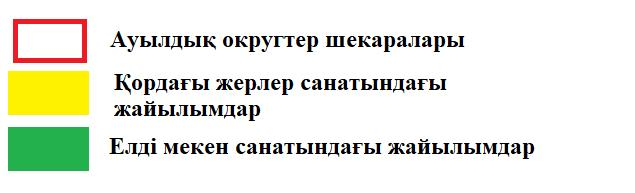 Ауылдық округтер шекаралары
Қордағы жерлер санатындағы
жайылымдар
Елді мекен санатындағы жайылымдар